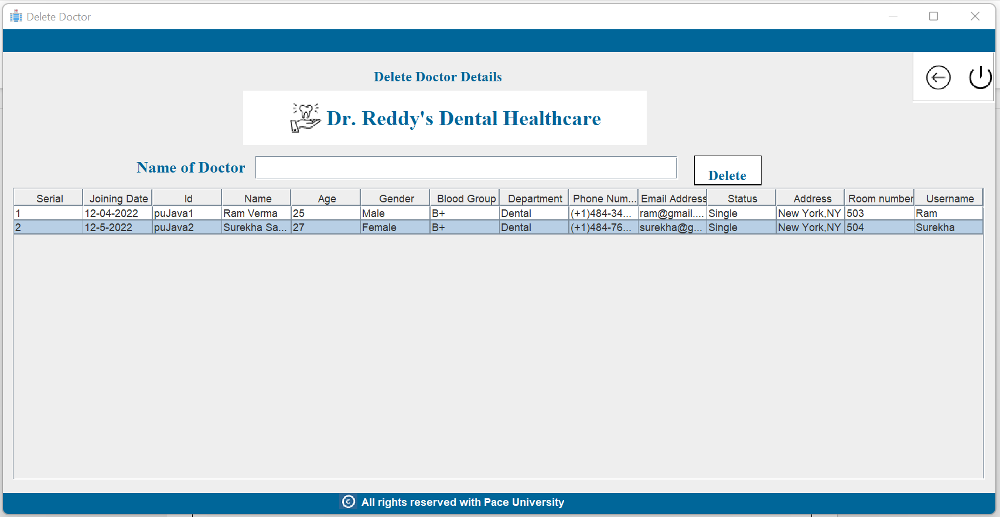 Delete Doctor
Delete Doctor Details
Dr. Reddy's Dental Healthcare
Name of Doctor Delete
Serial Joining Date Id Name Age Gender Blood Group Department Phone Num... Email Address Status Address Room number Username
1 12-04-2022 puJava1 Ram Verma 25 Male B+ Dental (+1)484-34... ram@gmail.... Single New York,NY 503 Ram
2 12-5-2022 puJava2 Surekha Sa... 27 Female B+ Dental (+1)484-76... surekha@g... Single New York,NY 504 Surekha
© All rights reserved with Pace University